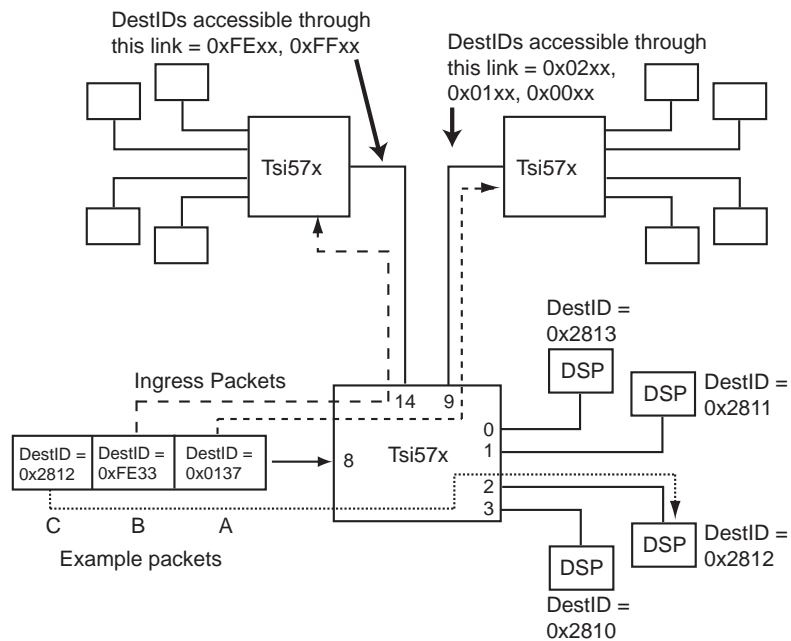 DestIDs accessible through
this link = 0xFExx, 0xFFxx
DestIDs accessible through
this link = 0x02xx,
0x01xx, 0x00xx
Tsi57x
Tsi57x
DestID =
0x2813
DSP
DestID =
0x2811
DSP
Ingress Packets
14
9
0
1
2
3
8
Tsi57x
DestID =
0x2812
DestID =
0xFE33
DestID =
0x0137
C
B
A
Example packets
DSP
DestID =
0x2812
DSP
DestID =
0x2810